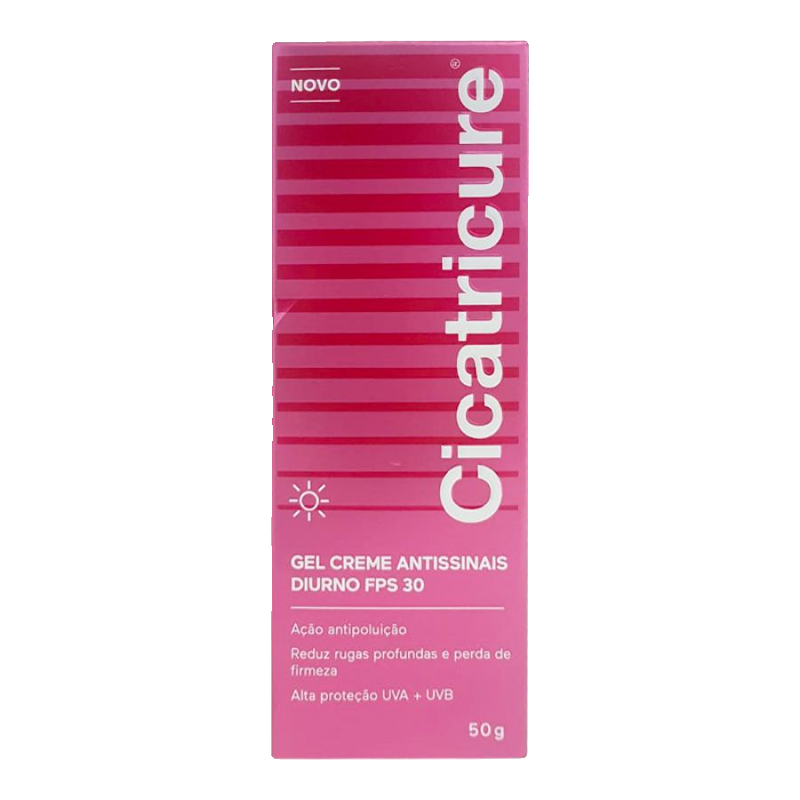 NOVO
Cicatricure®
GEL CREME ANTISSINAIS
DIURNO FPS 30
Ação antipoluição
Reduz rugas profundas e perda de
firmeza
Alta proteção UVA + UVB
50g